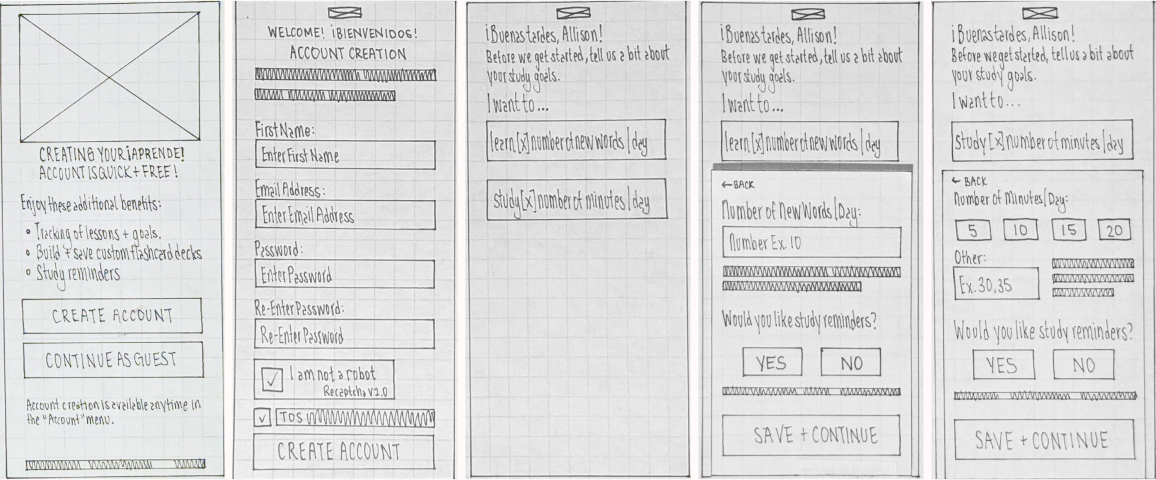 CREATING YOUR ¡APRENDE!
ACCOUNT IS QUICK + FREE!
Enjoy these additional benefits:
• Tracking of lessons + goals.
• Build + save custom flashcard decks
• Study reminders
CREATE ACCOUNT
CONTINUE AS GUEST
Account creation is available anytime in
the "Account" menu.
WELCOME! ¡BIENVENIDOS!
ACCOUNT CREATION
First Name:
Enter First Name
Email Address:
Enter Email Address
Password:
Enter Password
Re-Enter Password:
Re-Enter Password
I am not a robot
Recaptcha v2.0
TOS
CREATE ACCOUNT
¡Buenas tardes, Allison!
Before we get started, tell us a bit about
your study goals.
I want to...
learn [x] number of new words / day
study [x] number of minutes / day
¡Buenas tardes, Allison!
Before we get started, tell us a bit about
your study goals.
I want to...
learn [x] number of new words / day
← BACK
Number of New Words / Day:
Number Ex. 10
Would you like study reminders?
YES NO
SAVE + CONTINUE
¡Buenas tardes, Allison!
Before we get started, tell us a bit about
your study goals.
I want to...
study [x] number of minutes / day
← BACK
Number of Minutes / Day:
5 10 15 20
Other:
Ex. 30, 35
Would you like study reminders?
YES NO
SAVE + CONTINUE